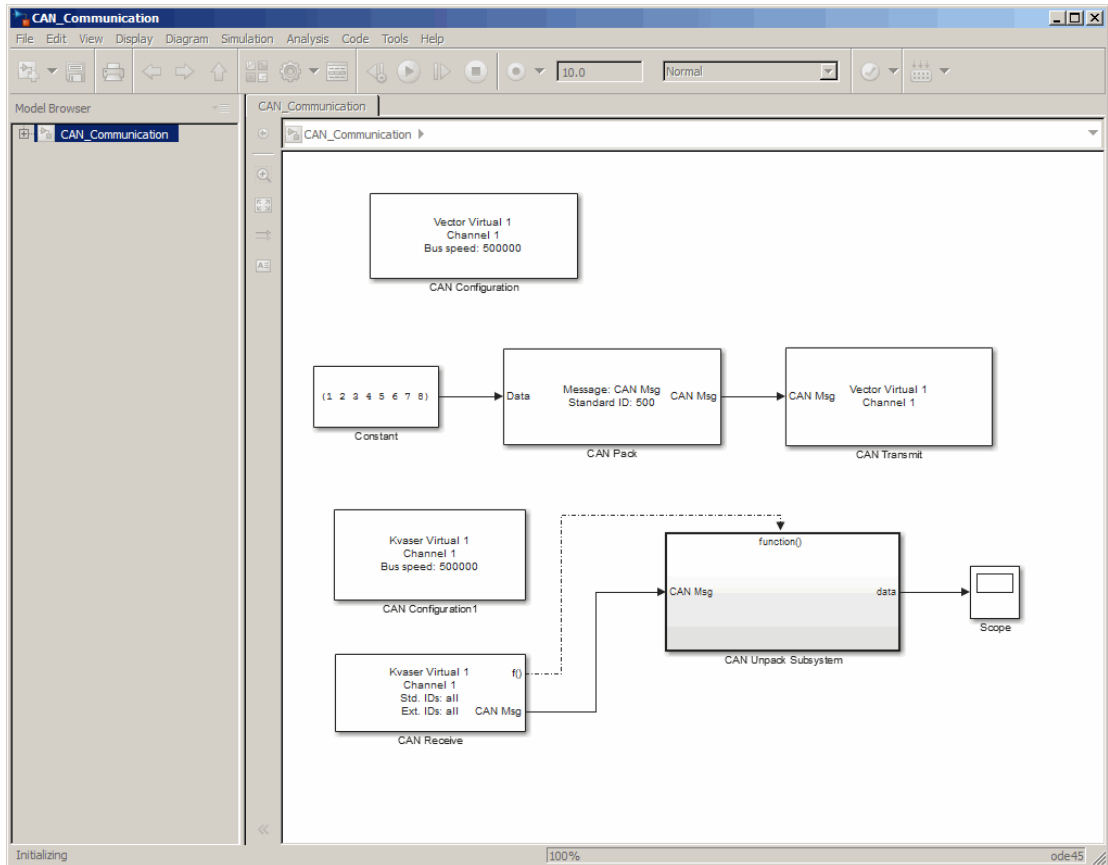 CAN_Communication
File Edit View Display Diagram Simulation Analysis Code Tools Help
10.0 Normal
Model Browser
CAN_Communication
CAN_Communication
CAN_Communication
Vector Virtual 1
Channel 1
Bus speed: 500000
CAN Configuration
(1 2 3 4 5 6 7 8)
Constant
Data
Message: CAN Msg
Standard ID: 500
CAN Msg
CAN Pack
CAN Msg
Vector Virtual 1
Channel 1
CAN Transmit
Kvaser Virtual 1
Channel 1
Bus speed: 500000
CAN Configuration1
function()
CAN Msg
data
CAN Unpack Subsystem
Scope
Kvaser Virtual 1
Channel 1
Std. IDs: all
Ext. IDs: all
f()
CAN Msg
CAN Receive
Initializing
100%
ode45